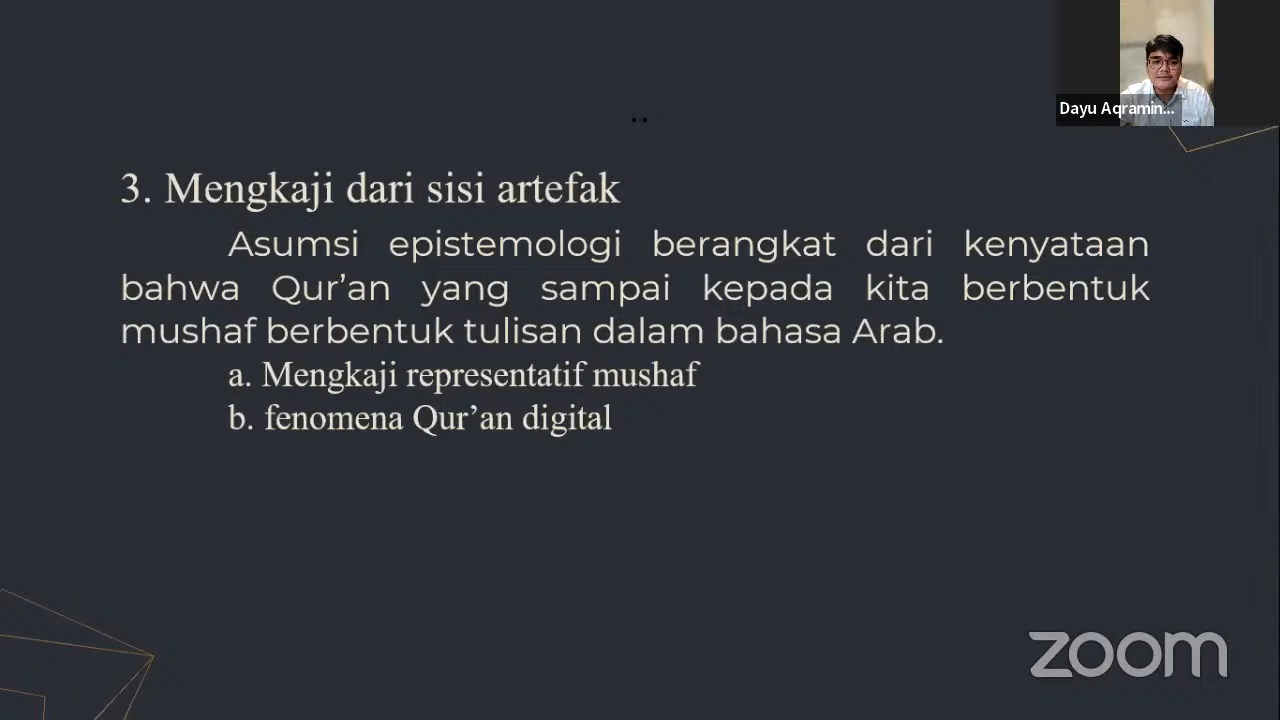 Dayu Aqramin...
3. Mengkaji dari sisi artefak
Asumsi epistemologi berangkat dari kenyataan
bahwa Qur’an yang sampai kepada kita berbentuk
mushaf berbentuk tulisan dalam bahasa Arab.
a. Mengkaji representatif mushaf
b. fenomena Qur’an digital
zoom